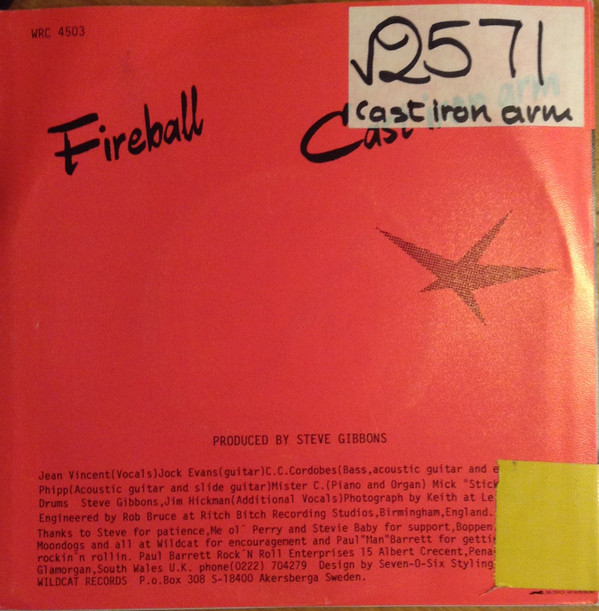 WRC 4503
√2571
Cast iron arm
Fireball Cast iron arm
PRODUCED BY STEVE GIBBONS
Jean Vincent(Vocals)Jock Evans(guitar)C.C.Cordobes(Bass,acoustic guitar and e
Phipp(Acoustic guitar and slide guitar)Mister C.(Piano and Organ) Mick "Stick
Drums Steve Gibbons,Jim Hickman(Additional Vocals)Photograph by Keith at Le
Engineered by Rob Bruce at Ritch Bitch Recording Studios,Birmingham,England.
Thanks to Steve for patience,Me ol´ Perry and Stevie Baby for support,Boppen
Moondogs and all at Wildcat for encouragement and Paul"Man"Barrett for getti
rockin´n rollin. Paul Barrett Rock´N Roll Enterprises 15 Albert Crecent,Pena
Glamorgan,South Wales U.K. phone(0222) 704279 Design by Seven-O-Six Styling
WILDCAT RECORDS P.o.Box 308 S-18400 Akersberga Sweden.